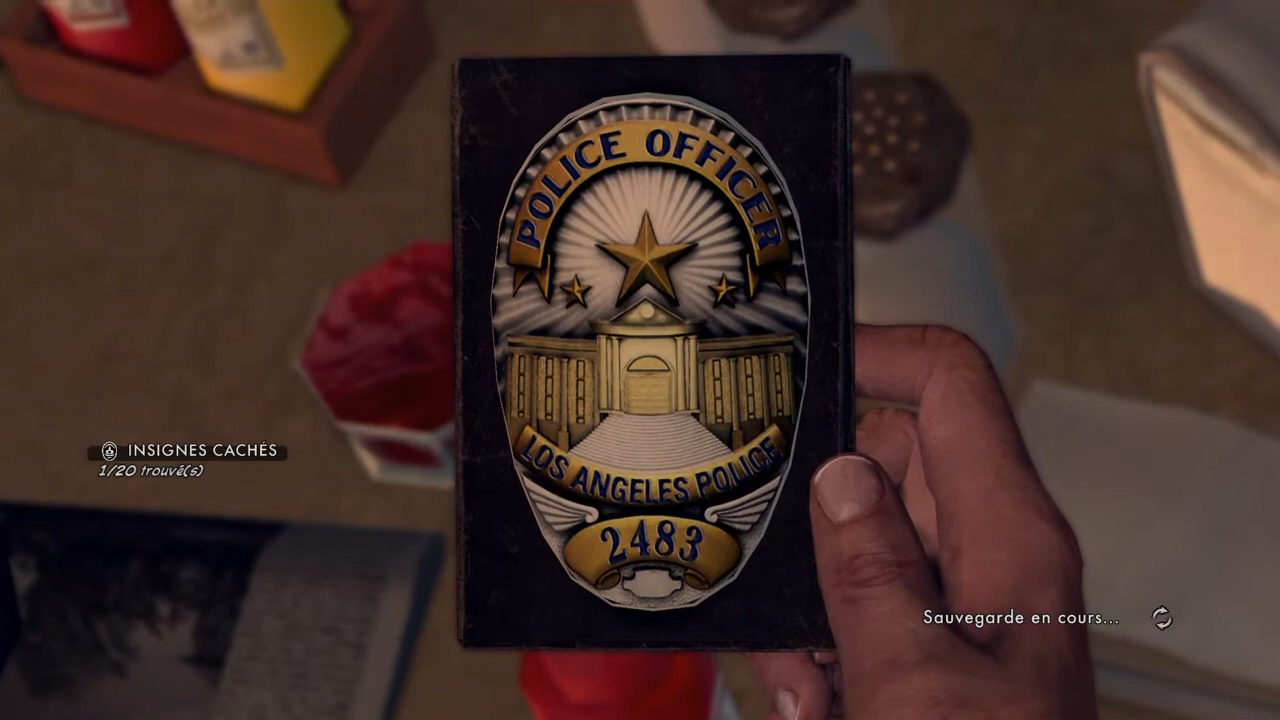 POLICE OFFICER
LOS ANGELES POLICE
2483
INSIGNES CACHÉS
1/20 trouvé(s)
Sauvegarde en cours...